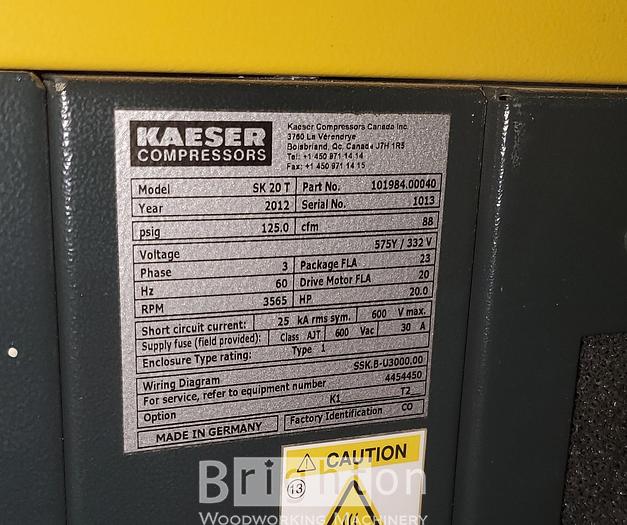 KAESER
COMPRESSORS
Kaeser Compressors Canada Inc.
3760 La Vérendrye
Boisbriand, Qc. Canada J7H 1R5
Tel: +1 450 971 14 14
Fax: +1 450 971 14 15
Model SK 20 T Part No. 101984.00040
Year 2012 Serial No. 1013
psig 125.0 cfm 88
Voltage 575Y / 332 V
Phase 3 Package FLA 23
Hz 60 Drive Motor FLA 20
RPM 3565 HP 20.0
Short circuit current: 25 kA rms sym. 600 V max.
Supply fuse (field provided): Class AJT 600 Vac 30 A
Enclosure Type rating: Type 1
Wiring Diagram SSK.B-U3000.00
For service, refer to equipment number 4454450
Option K1__ T2__
MADE IN GERMANY Factory Identification CO
CAUTION
13
Brighton
WOODWORKING MACHINERY